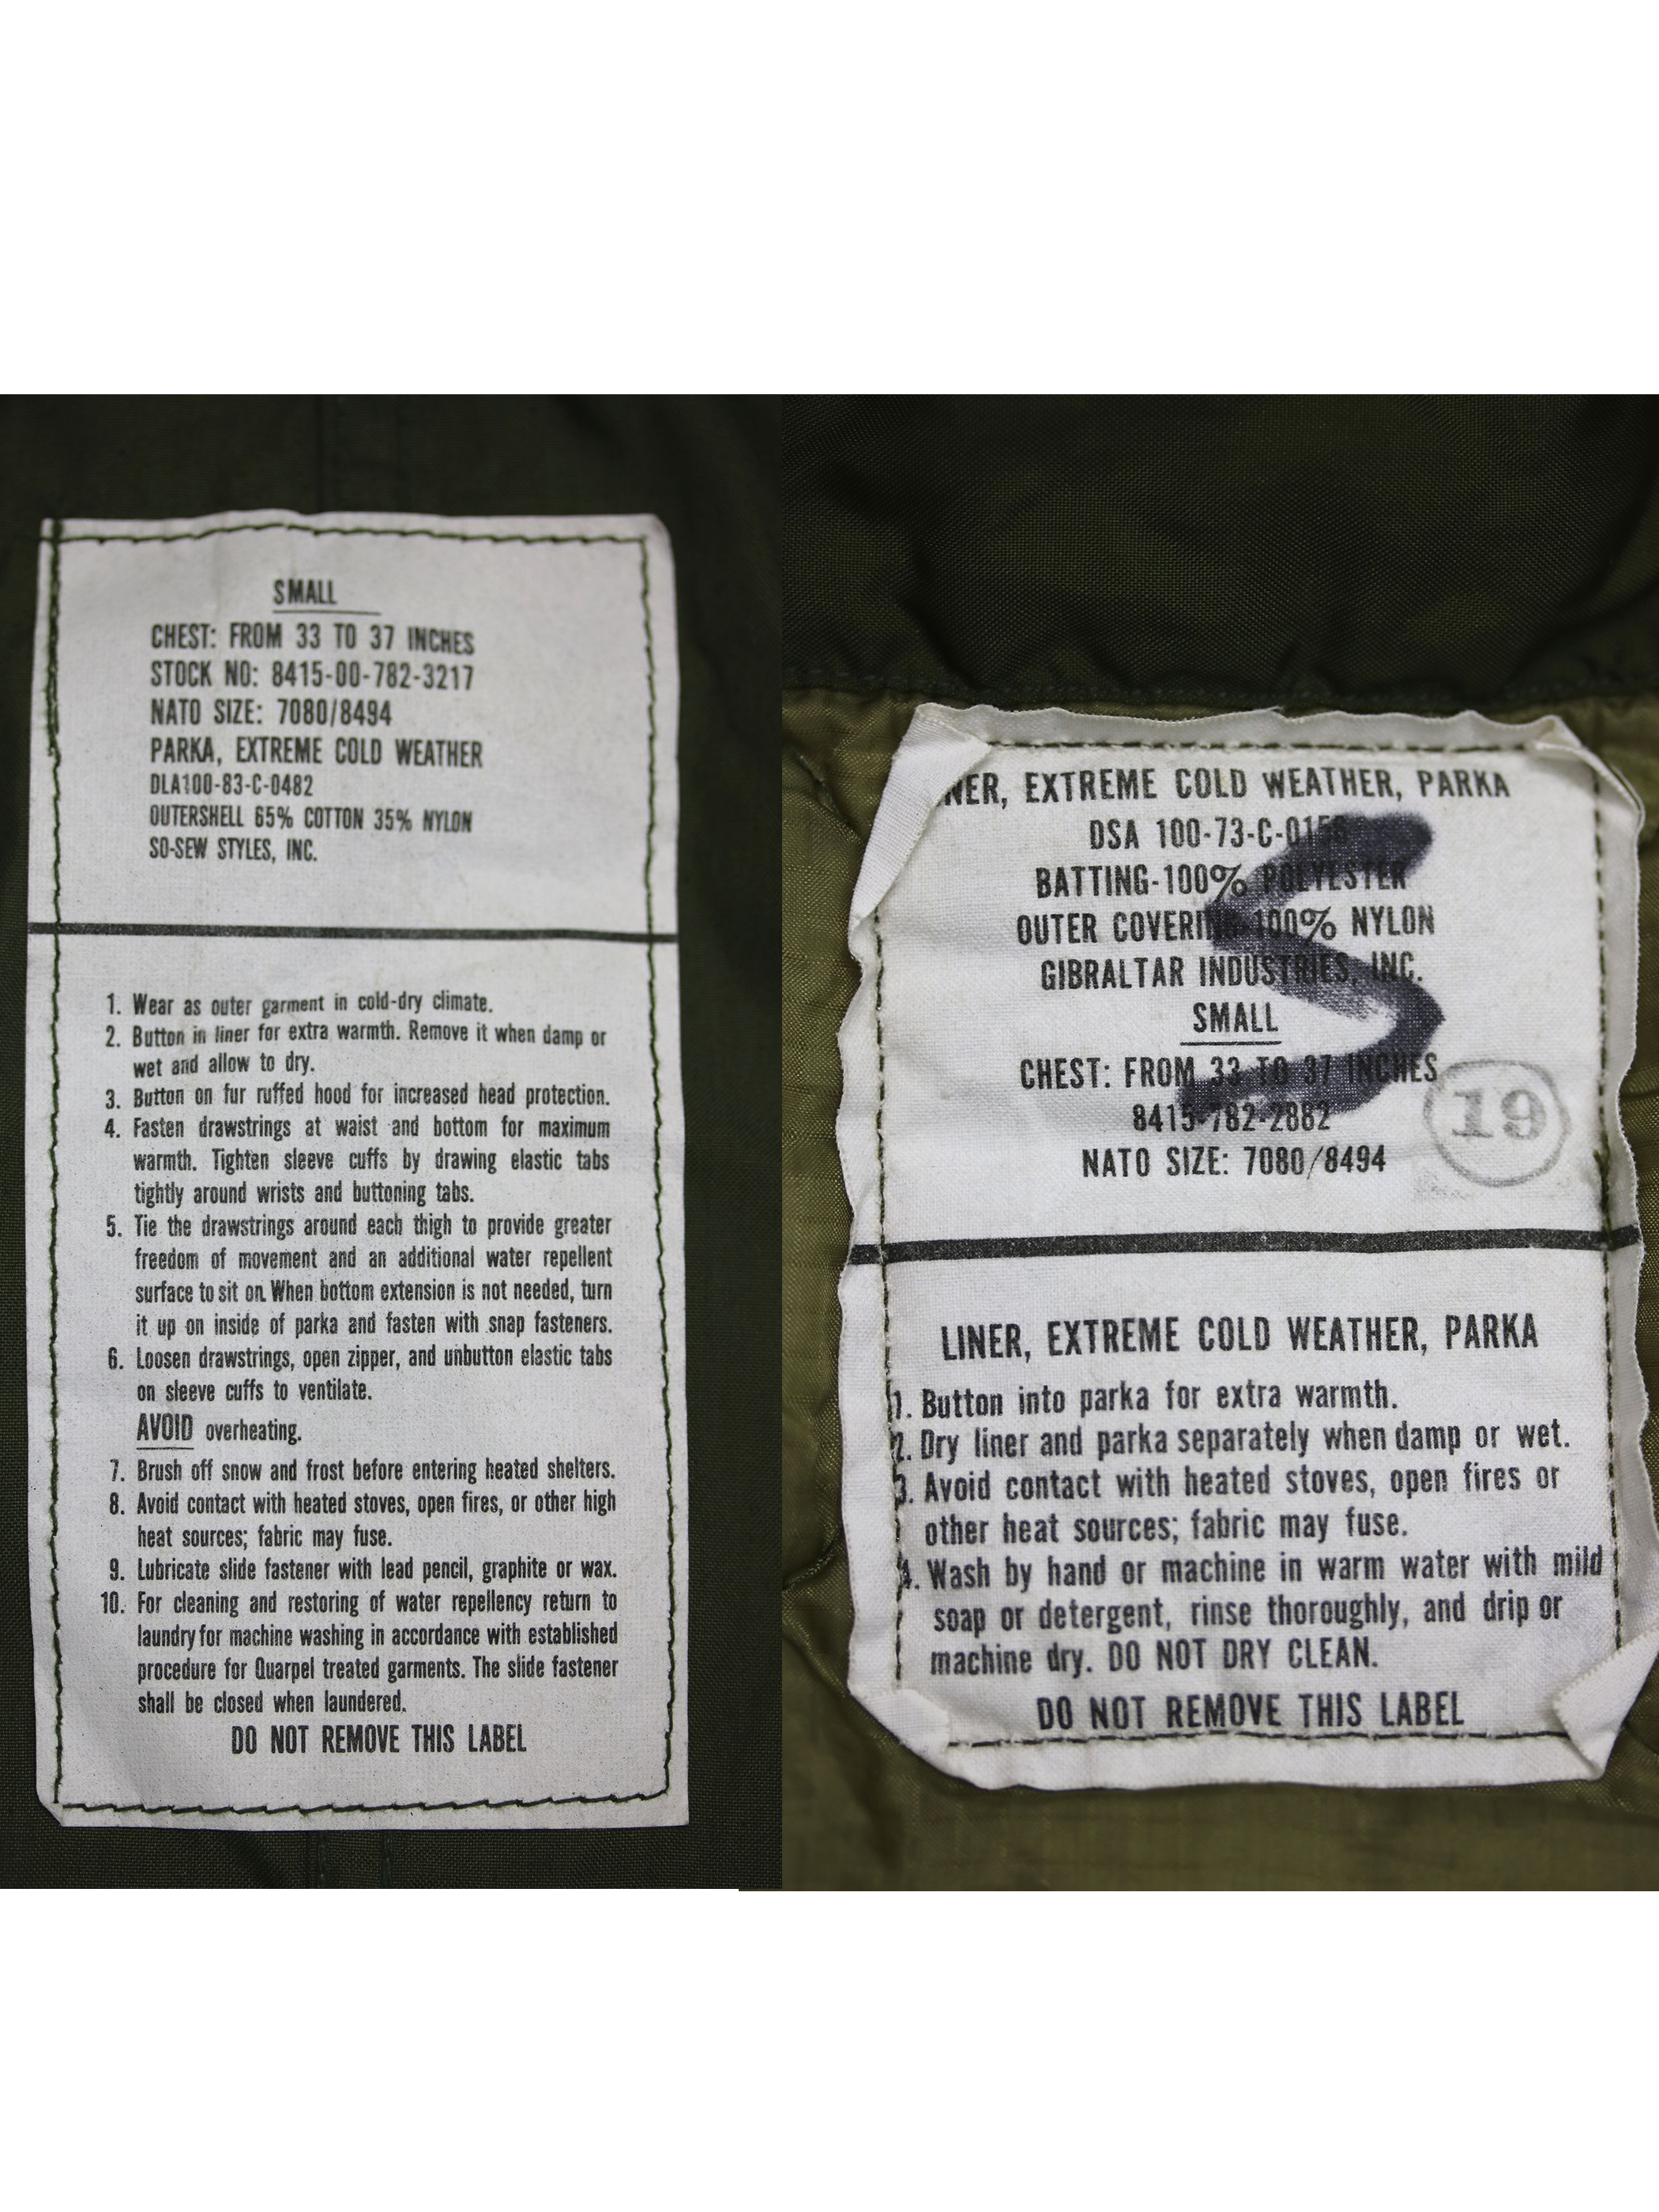 SMALL
CHEST: FROM 33 TO 37 INCHES
STOCK NO: 8415-00-782-3217
NATO SIZE: 7080/8494
PARKA, EXTREME COLD WEATHER
DLA100-83-C-0482
OUTERSHELL 65% COTTON 35% NYLON
SO-SEW STYLES, INC.
1. Wear as outer garment in cold-dry climate.
2. Button in liner for extra warmth. Remove it when damp or
wet and allow to dry.
3. Button on fur ruffed hood for increased head protection.
4. Fasten drawstrings at waist and bottom for maximum
warmth. Tighten sleeve cuffs by drawing elastic tabs
tightly around wrists and buttoning tabs.
5. Tie the drawstrings around each thigh to provide greater
freedom of movement and an additional water repellent
surface to sit on. When bottom extension is not needed, turn
it up on inside of parka and fasten with snap fasteners.
6. Loosen drawstrings, open zipper, and unbutton elastic tabs
on sleeve cuffs to ventilate.
AVOID overheating.
7. Brush off snow and frost before entering heated shelters.
8. Avoid contact with heated stoves, open fires, or other high
heat sources; fabric may fuse.
9. Lubricate slide fastener with lead pencil, graphite or wax.
10. For cleaning and restoring of water repellency return to
laundry for machine washing in accordance with established
procedure for Quarpel treated garments. The slide fastener
shall be closed when laundered.
DO NOT REMOVE THIS LABEL
EXTREME COLD WEATHER, PARKA
DSA
BATTING-100% POLYESTER
OUTER COVERING 100% NYLON
GIBRALTAR INDUSTRIES, INC.
SMALL
CHEST: FROM 33 TO 37 INCHES
8415-782-2882
NATO SIZE: 7080/8494
S
19
LINER, EXTREME COLD WEATHER, PARKA
1. Button into parka for extra warmth.
2. Dry liner and parka separately when damp or wet.
3. Avoid contact with heated stoves, open fires or
other heat sources; fabric may fuse.
4. Wash by hand or machine in warm water with mild
soap or detergent, rinse thoroughly, and drip or
machine dry. DO NOT DRY CLEAN.
DO NOT REMOVE THIS LABEL